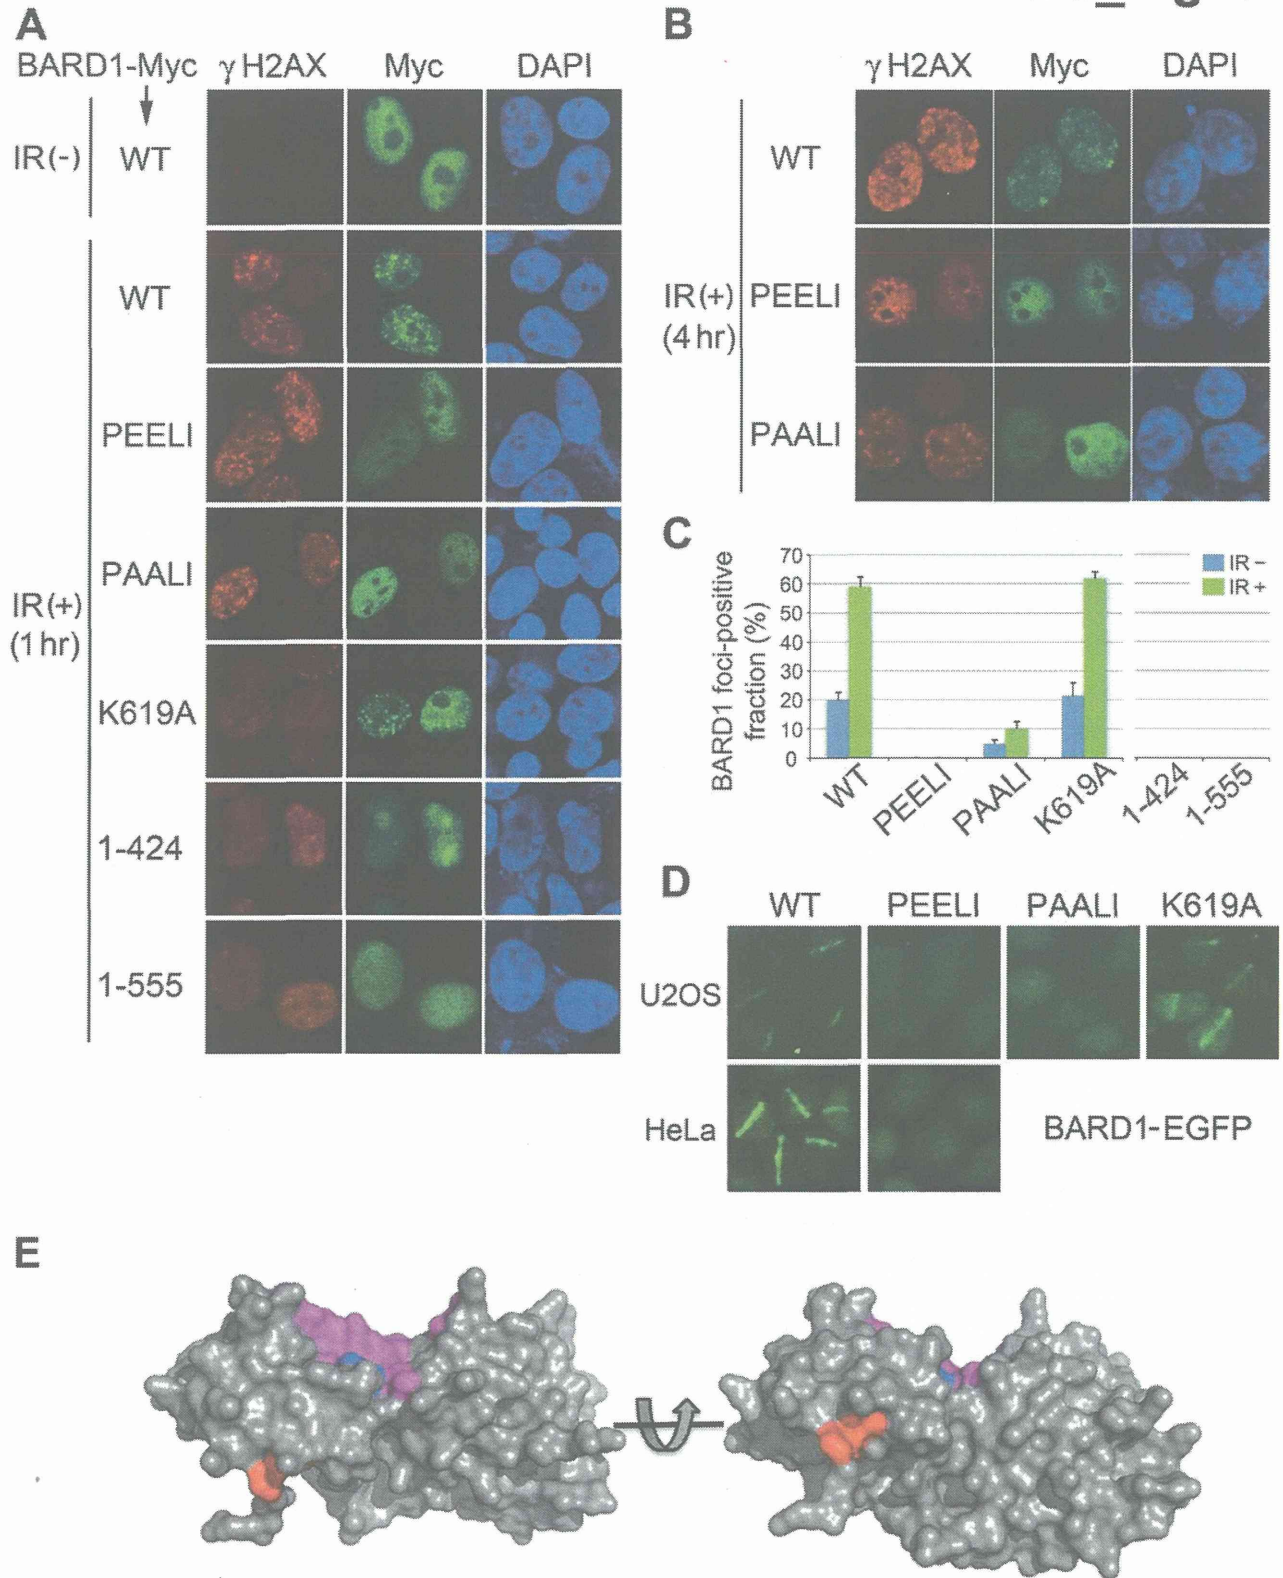 A
BARD1-Myc γH2AX Myc DAPI
IR(-) WT
IR(+)
(1 hr)
WT
PEELI
PAALI
K619A
1-424
1-555
B
γH2AX Myc DAPI
IR(+)
(4 hr)
WT
PEELI
PAALI
C
BARD1 foci-positive
fraction (%)
70
60
50
40
30
20
10
0
IR −
IR +
WT PEELI PAALI K619A 1-424 1-555
D
WT PEELI PAALI K619A
U2OS
HeLa
BARD1-EGFP
E